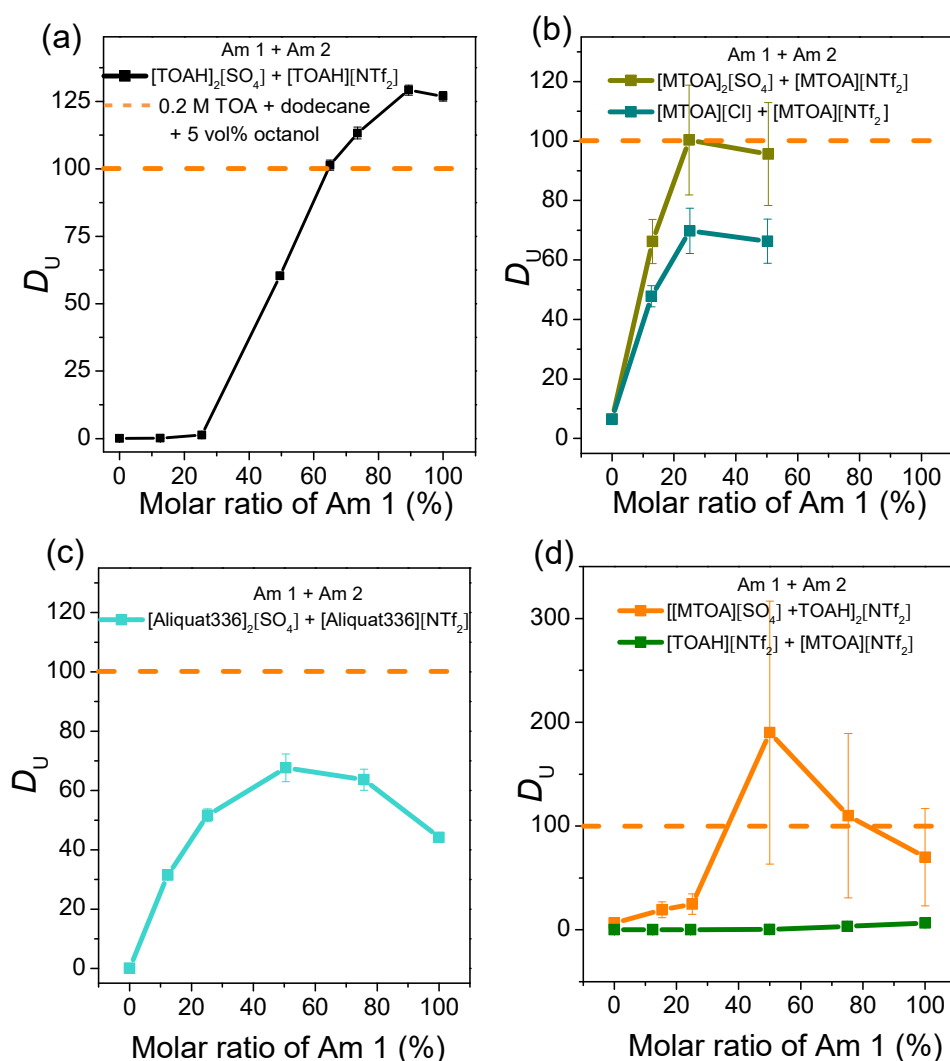 (a)
Am 1 + Am 2
[TOAH]₂[SO₄] + [TOAH][NTf₂]
0.2 M TOA + dodecane
+ 5 vol% octanol
125
100
75
50
25
0
D_U
0 20 40 60 80 100
Molar ratio of Am 1 (%)
(b)
Am 1 + Am 2
[MTOA]₂[SO₄] + [MTOA][NTf₂]
[MTOA][Cl] + [MTOA][NTf₂]
120
100
80
60
40
20
0
D_U
0 20 40 60 80 100
Molar ratio of Am 1 (%)
(c)
Am 1 + Am 2
[Aliquat336]₂[SO₄] + [Aliquat336][NTf₂]
120
100
80
60
40
20
0
D_U
0 20 40 60 80 100
Molar ratio of Am 1 (%)
(d)
Am 1 + Am 2
[[MTOA][SO₄] +TOAH]₂[NTf₂]
[TOAH][NTf₂] + [MTOA][NTf₂]
300
200
100
0
D_U
0 20 40 60 80 100
Molar ratio of Am 1 (%)